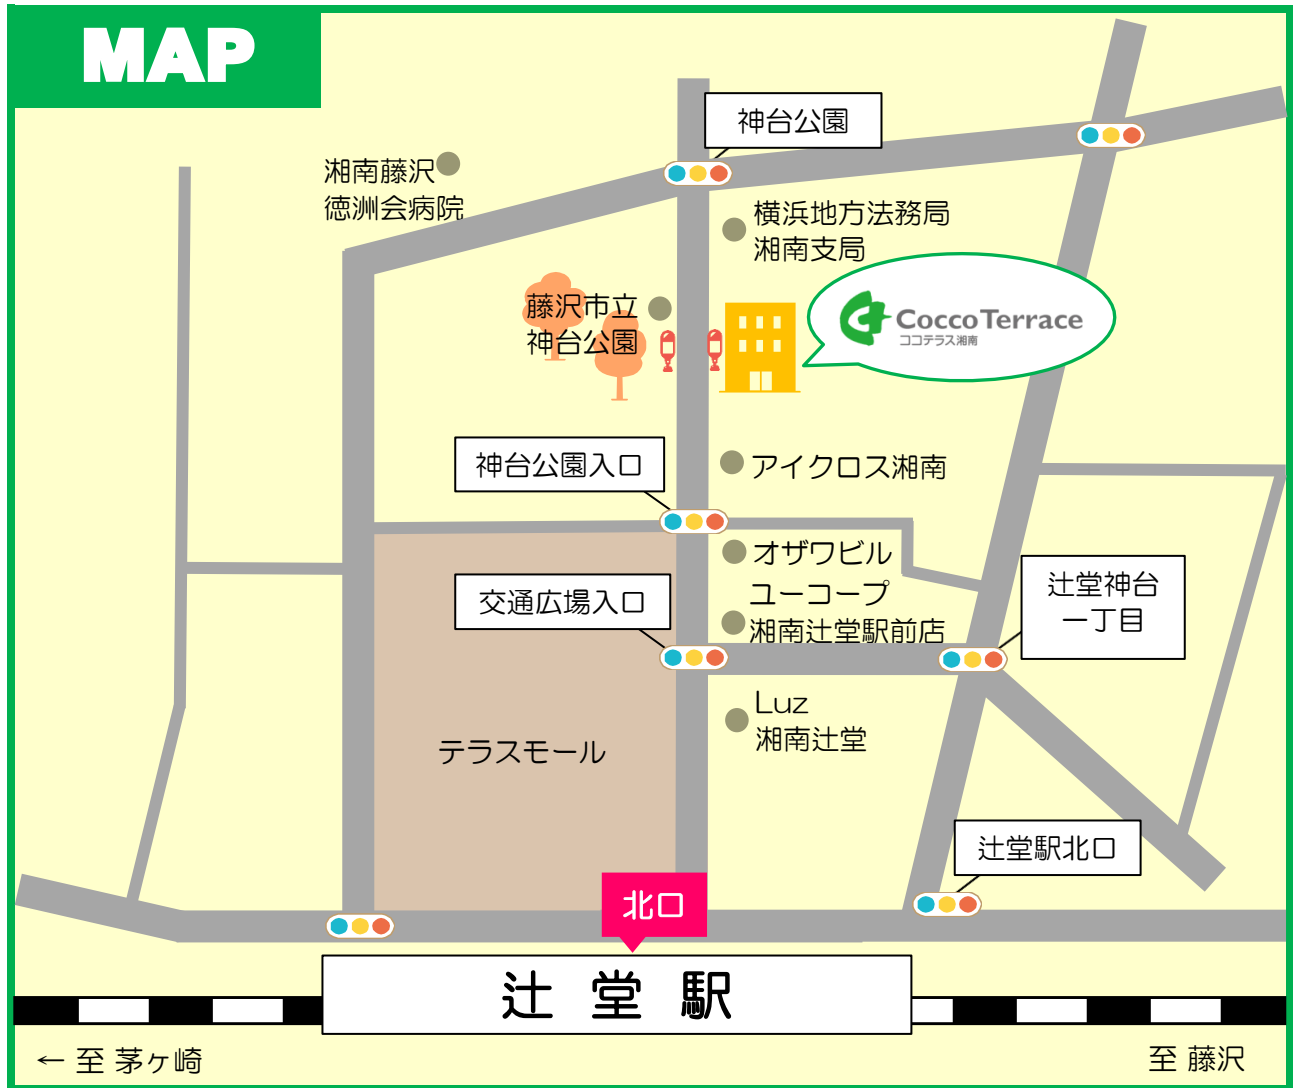 MAP
神台公園
湘南藤沢
徳洲会病院
横浜地方法務局
湘南支局
藤沢市立
神台公園
CoccoTerrace
ココテラス湘南
神台公園入口
アイクロス湘南
オザワビル
ユーコープ
湘南辻堂駅前店
交通広場入口
辻堂神台
一丁目
Luz
湘南辻堂
テラスモール
辻堂駅北口
北口
辻堂駅
← 至 茅ヶ崎
至 藤沢